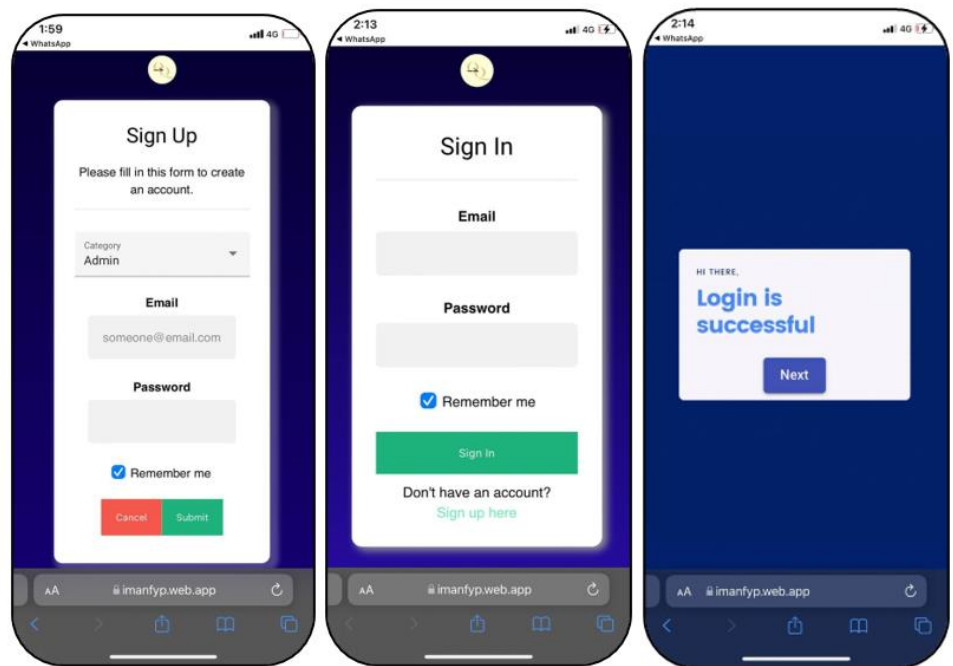 1:59
4G
◄ WhatsApp
Sign Up
Please fill in this form to create
an account.
Category
Admin
Email
someone@email.com
Password
Remember me
Cancel
Submit
AA
imanfyp.web.app
2:13
4G
◄ WhatsApp
Sign In
Email
Password
Remember me
Sign In
Don't have an account?
Sign up here
AA
imanfyp.web.app
2:14
4G
◄ WhatsApp
HI THERE,
Login is
successful
Next
AA
imanfyp.web.app